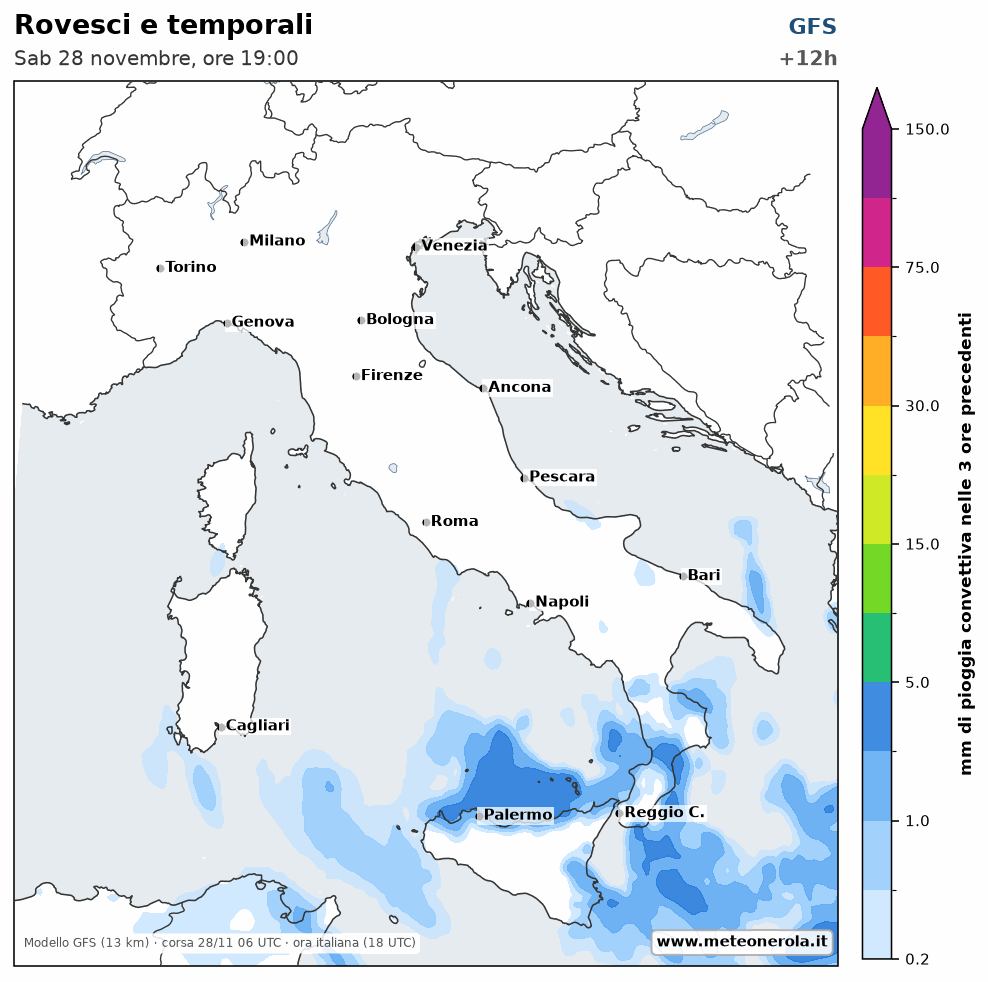 Rovesci e temporali
GFS
Sab 28 novembre, ore 19:00
+12h
150.0
75.0
30.0
15.0
5.0
1.0
0.2
mm di pioggia convettiva nelle 3 ore precedenti
Milano
Venezia
Torino
Genova
Bologna
Firenze
Ancona
Pescara
Roma
Bari
Napoli
Cagliari
Palermo
Reggio C.
Modello GFS (13 km) · corsa 28/11 06 UTC · ora italiana (18 UTC)
www.meteonerola.it